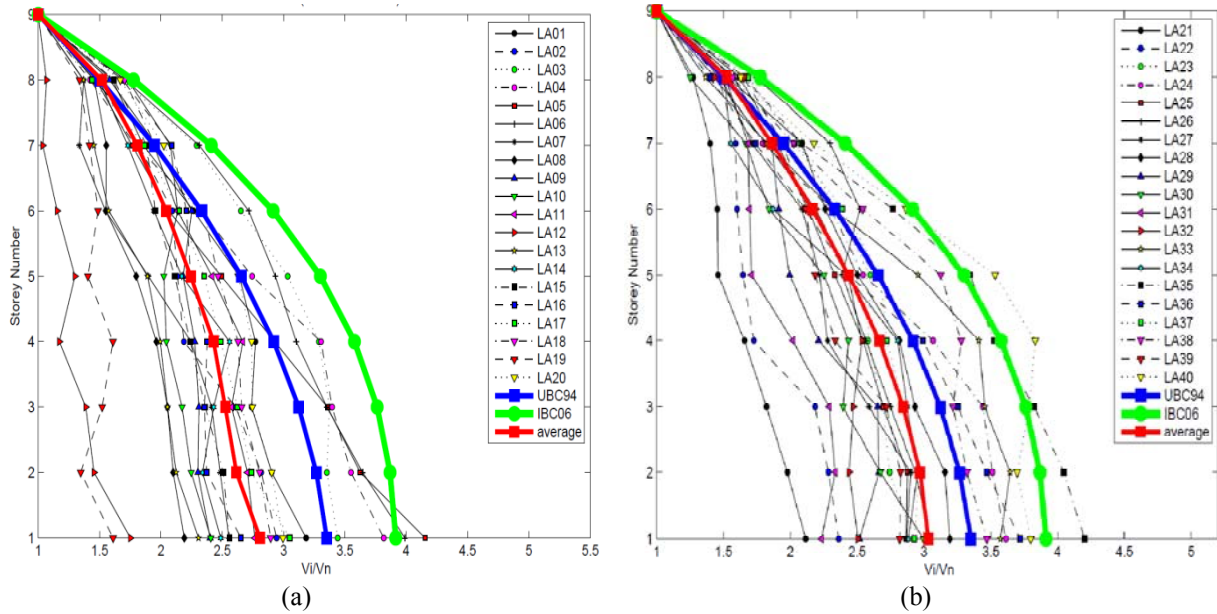 9
8
7
6
5
4
3
2
1
Storey Number
1 1.5 2 2.5 3 3.5 4 4.5 5 5.5
Vi/Vn
LA01
LA02
LA03
LA04
LA05
LA06
LA07
LA08
LA09
LA10
LA11
LA12
LA13
LA14
LA15
LA16
LA17
LA18
LA19
LA20
UBC94
IBC06
average
(a)
9
8
7
6
5
4
3
2
1
Storey Number
1 1.5 2 2.5 3 3.5 4 4.5 5
Vi/Vn
LA21
LA22
LA23
LA24
LA25
LA26
LA27
LA28
LA29
LA30
LA31
LA32
LA33
LA34
LA35
LA36
LA37
LA38
LA39
LA40
UBC94
IBC06
average
(b)